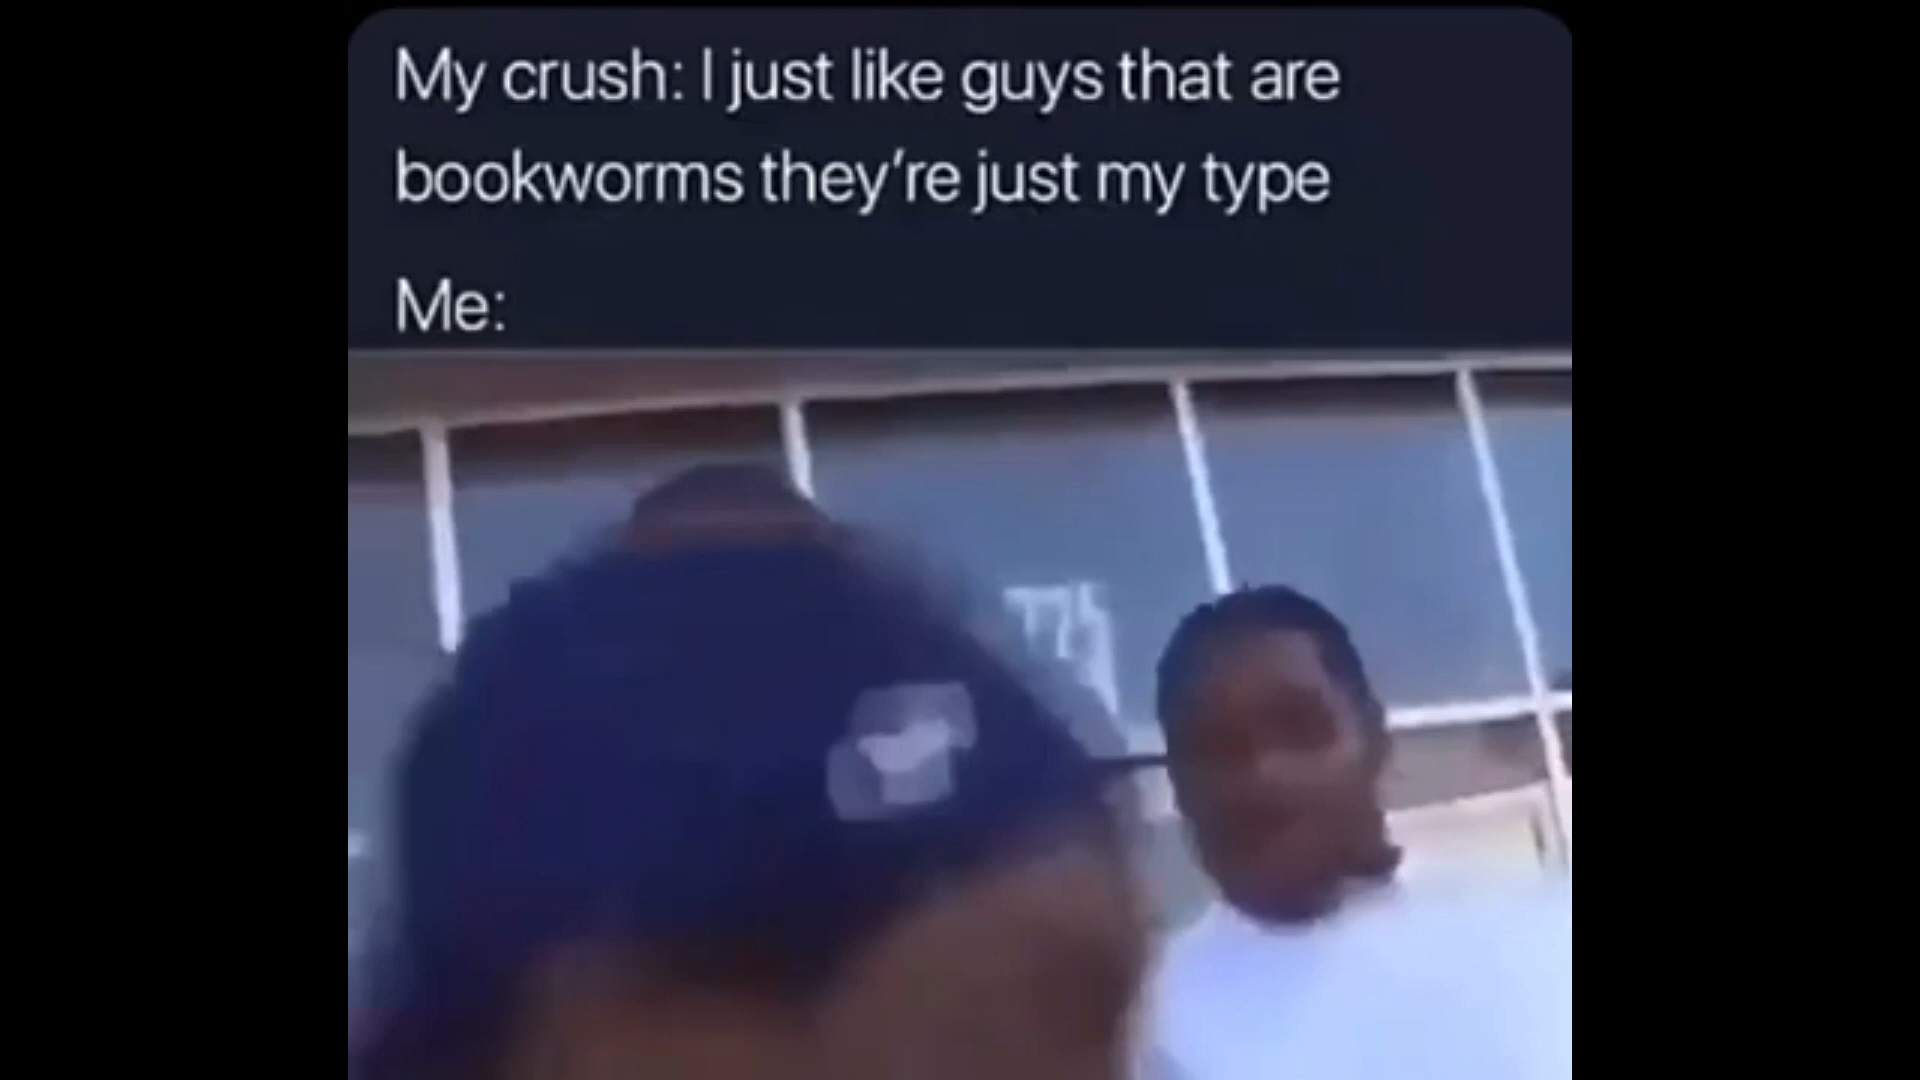 My crush: I just like guys that are
bookworms they’re just my type
Me: